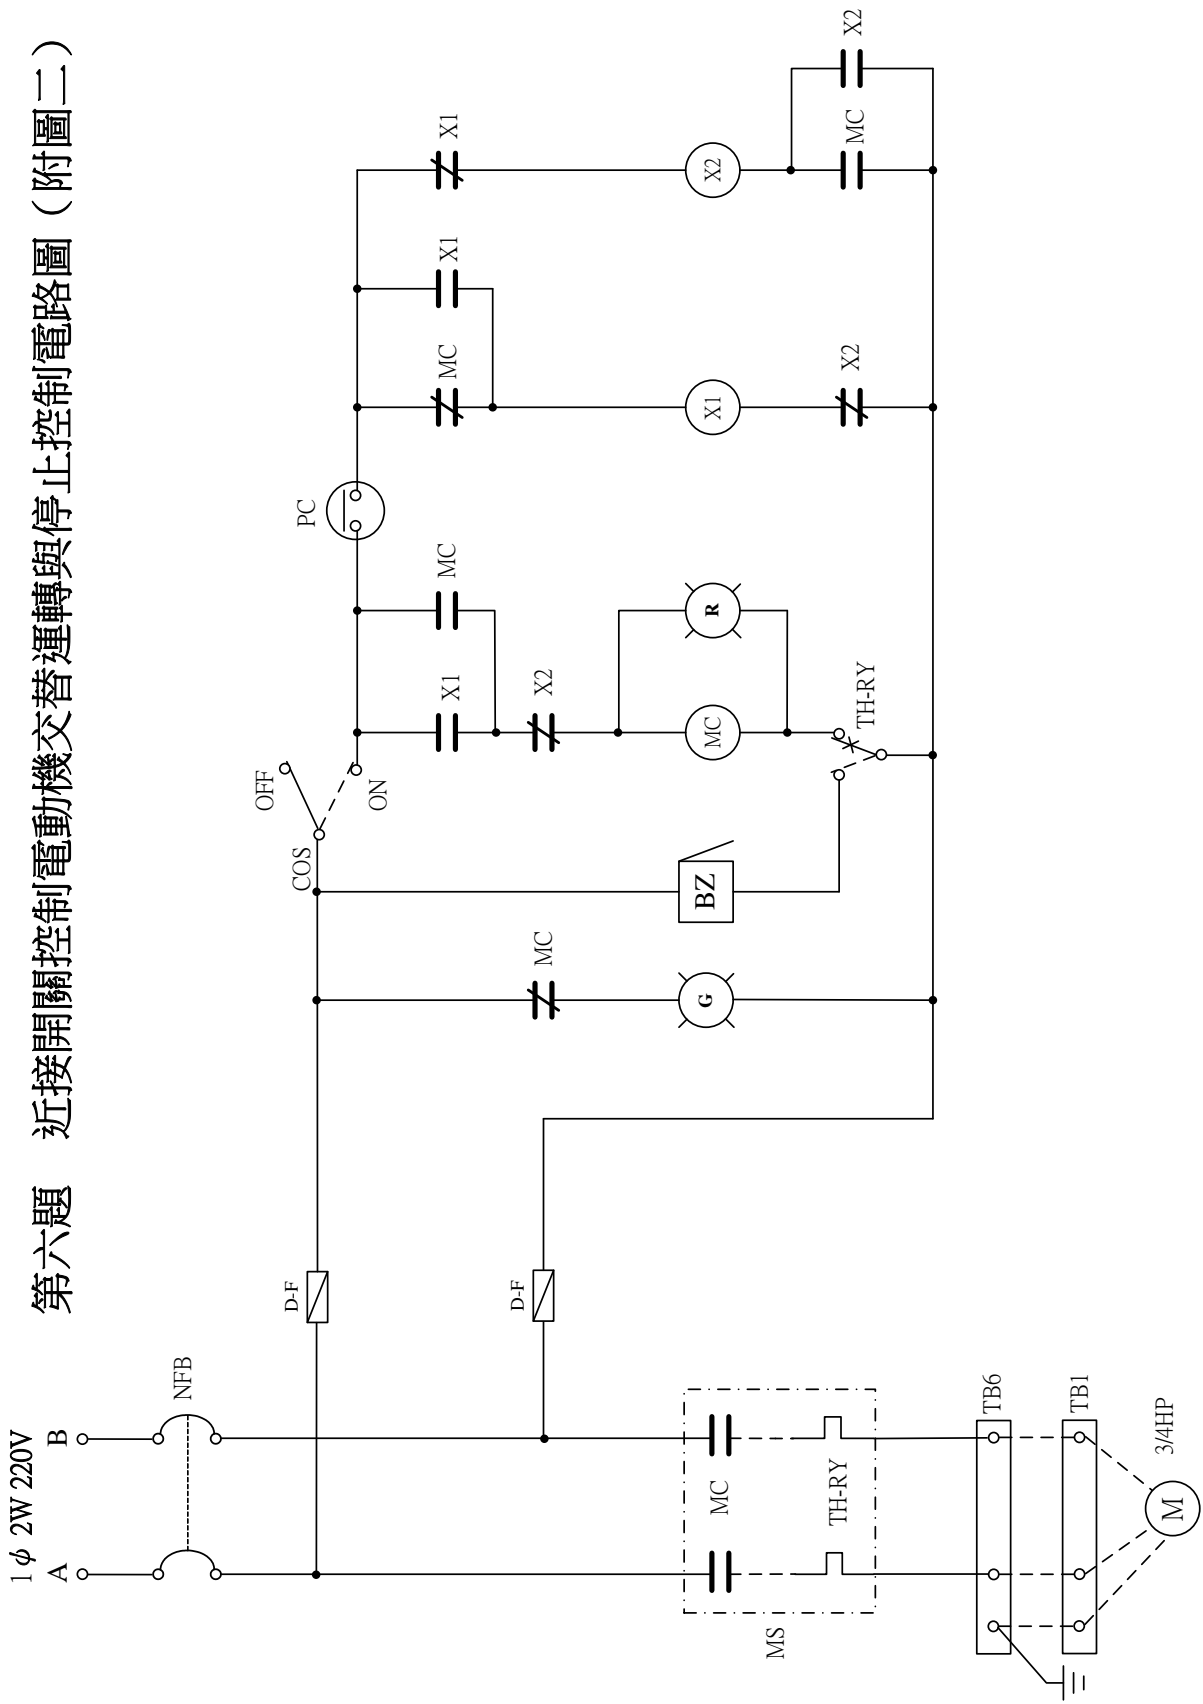 第六題 近接開關控制電動機交替運轉與停止控制電路圖（附圖二）
1ϕ 2W 220V
A
B
NFB
D-F
D-F
MC
TH-RY
MS
TB6
TB1
M
3/4HP
MC
G
BZ
COS
OFF
ON
X1
MC
X2
MC
R
TH-RY
PC
MC
X1
X1
X2
X1
X2
MC
X2